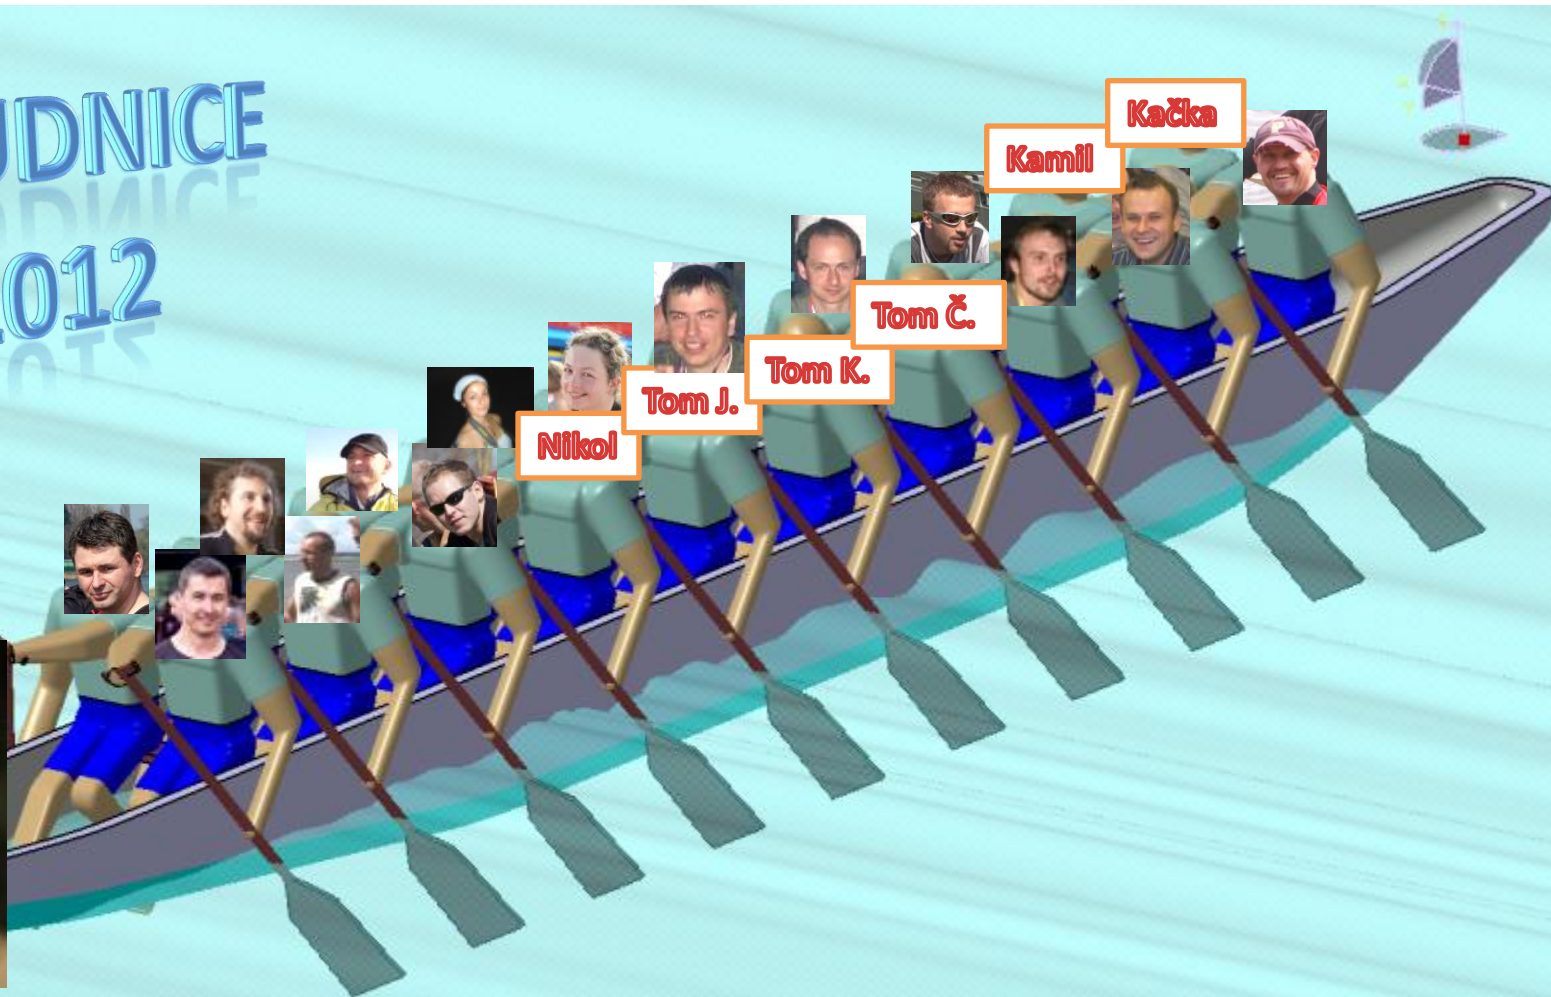 UDNICE
2012
Kačka
Kamil
Tom Č.
Tom K.
Tom J.
Nikol